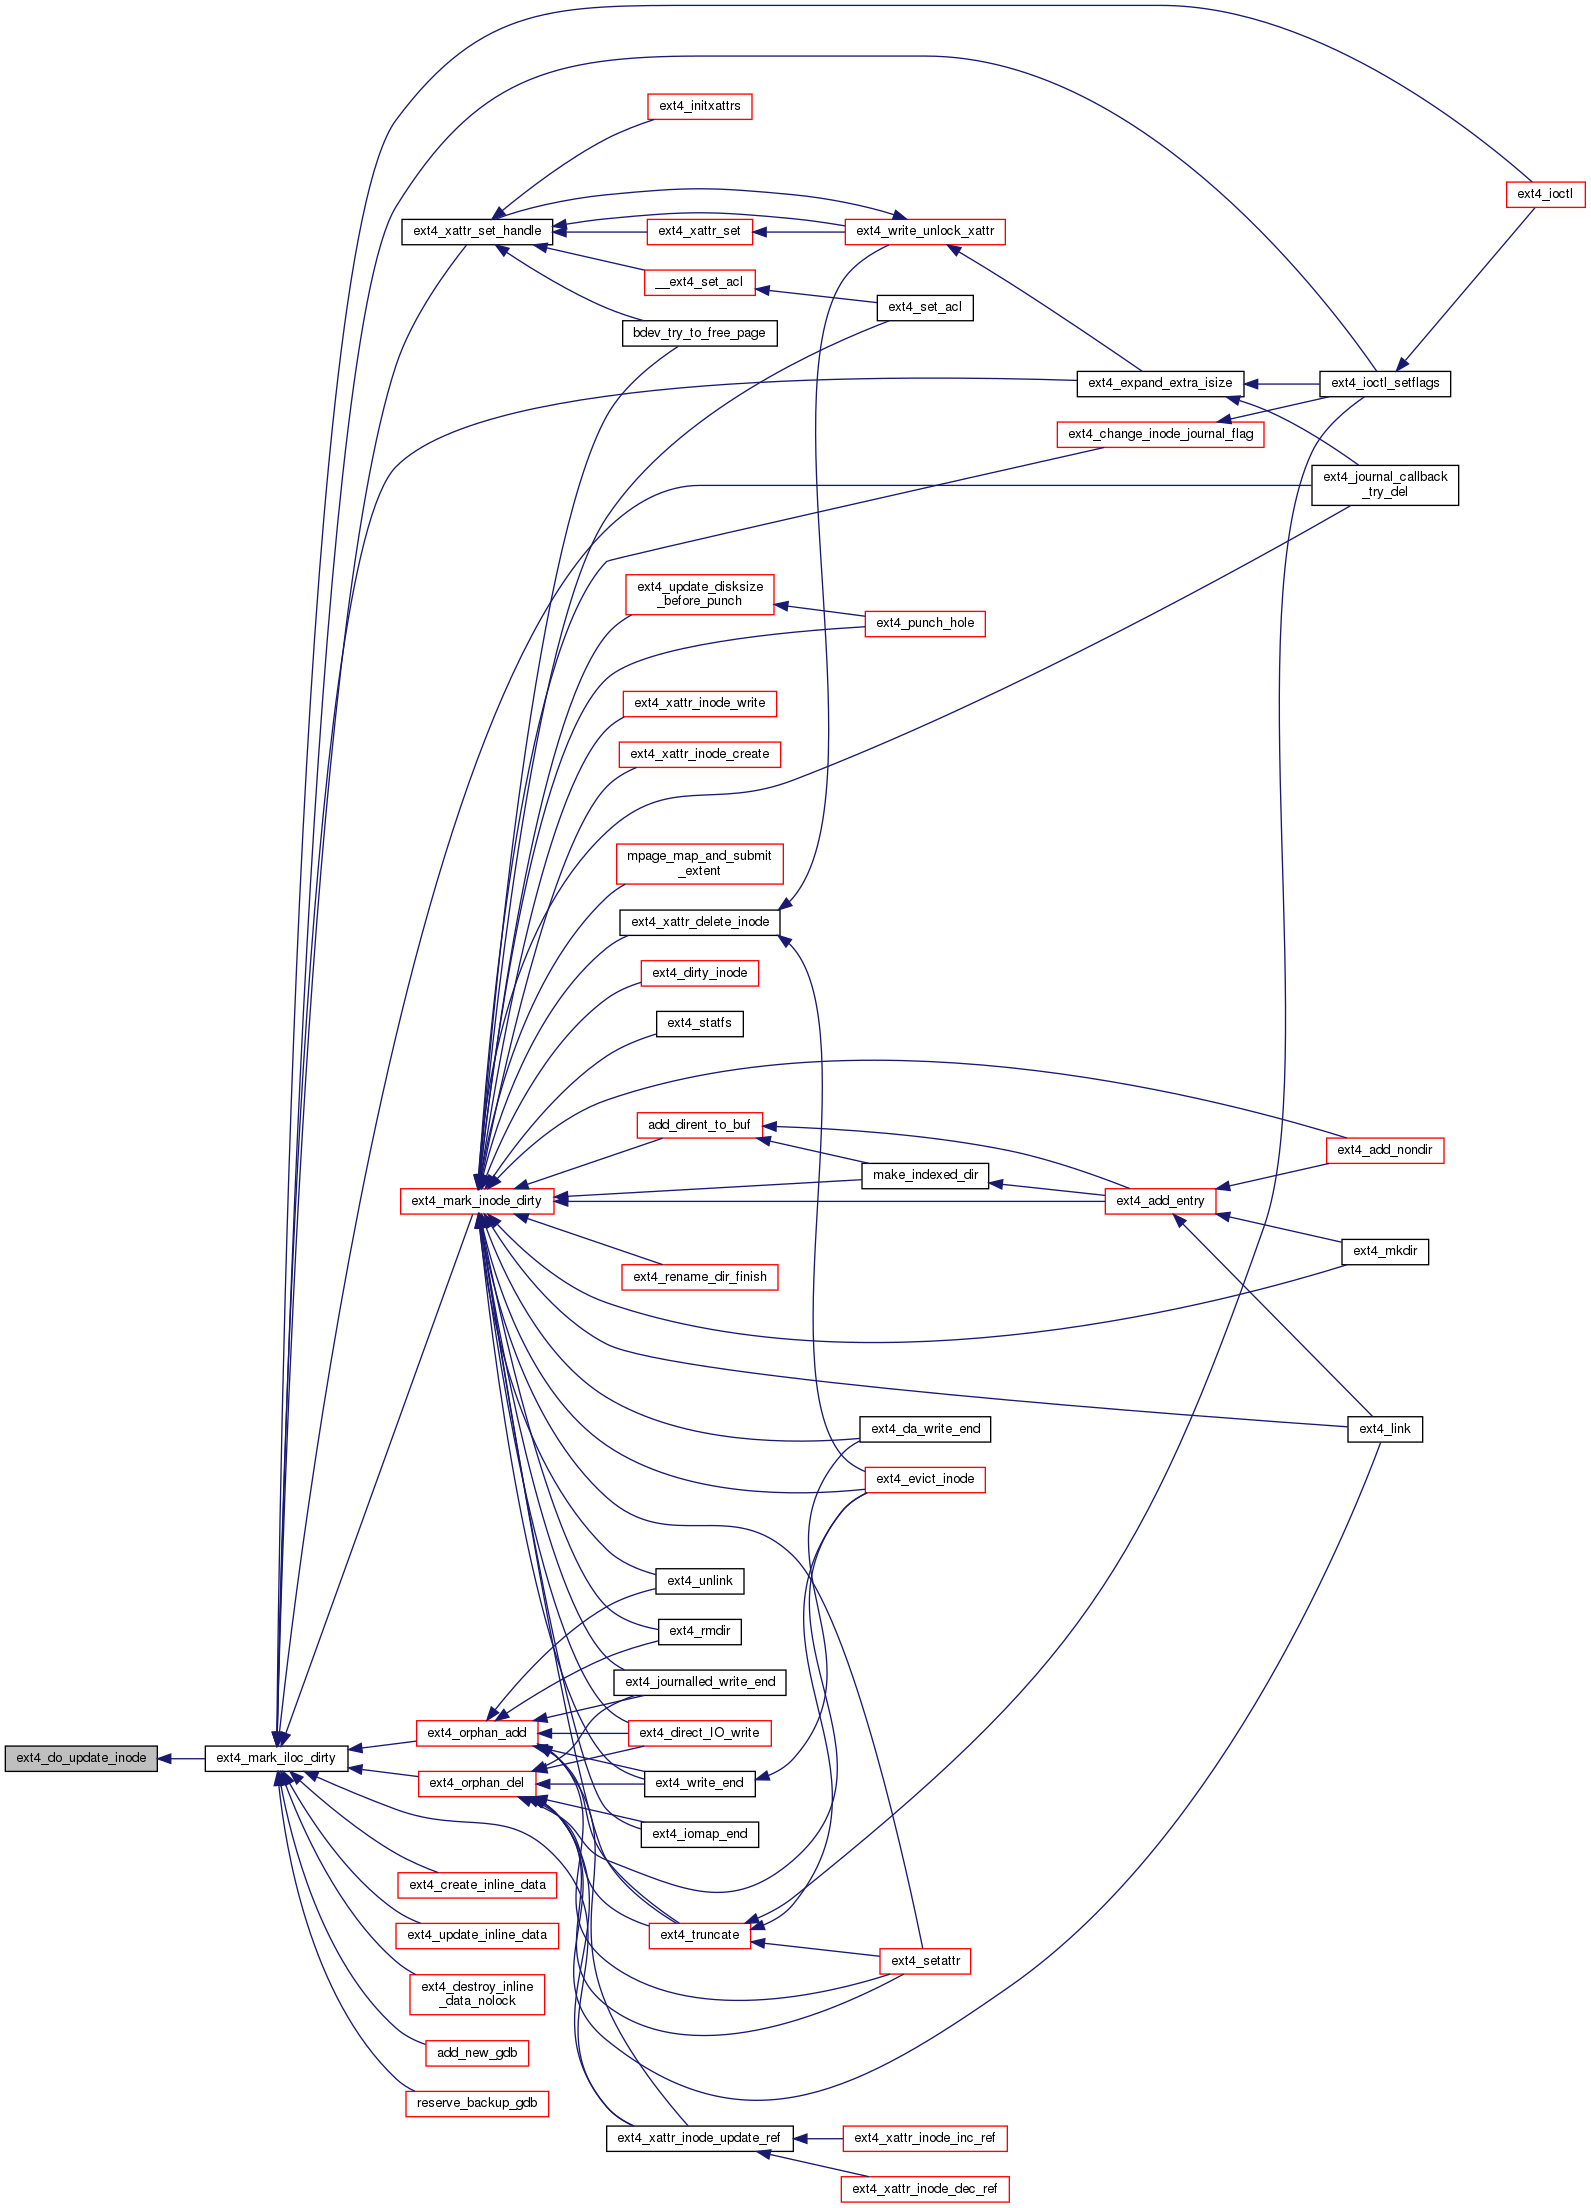 ext4_initxattrs
ext4_ioctl
ext4_xattr_set_handle
ext4_xattr_set
ext4_write_unlock_xattr
__ext4_set_acl
ext4_set_acl
bdev_try_to_free_page
ext4_expand_extra_isize
ext4_ioctl_setflags
ext4_change_inode_journal_flag
ext4_journal_callback
_try_del
ext4_update_disksize
_before_punch
ext4_punch_hole
ext4_xattr_inode_write
ext4_xattr_inode_create
mpage_map_and_submit
_extent
ext4_xattr_delete_inode
ext4_dirty_inode
ext4_statfs
add_dirent_to_buf
ext4_add_nondir
make_indexed_dir
ext4_mark_inode_dirty
ext4_add_entry
ext4_mkdir
ext4_rename_dir_finish
ext4_da_write_end
ext4_link
ext4_evict_inode
ext4_unlink
ext4_rmdir
ext4_journalled_write_end
ext4_orphan_add
ext4_direct_IO_write
ext4_do_update_inode
ext4_mark_iloc_dirty
ext4_orphan_del
ext4_write_end
ext4_iomap_end
ext4_create_inline_data
ext4_update_inline_data
ext4_truncate
ext4_setattr
ext4_destroy_inline
_data_nolock
add_new_gdb
reserve_backup_gdb
ext4_xattr_inode_update_ref
ext4_xattr_inode_inc_ref
ext4_xattr_inode_dec_ref